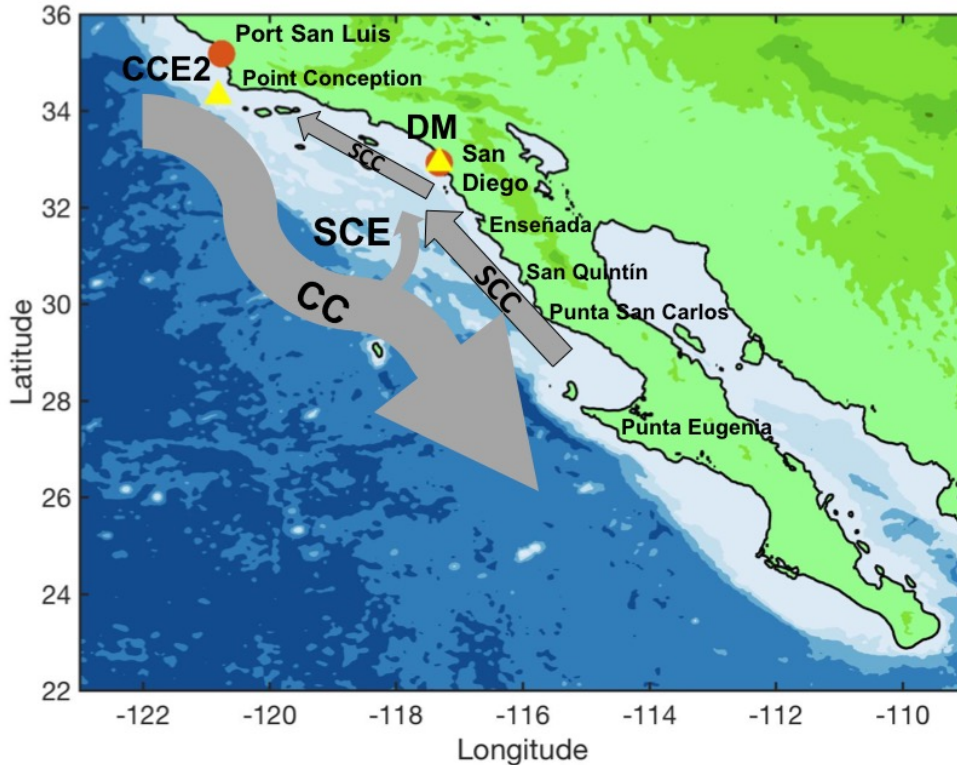 36
34
32
30
28
26
24
22
Latitude
-122
-120
-118
-116
-114
-112
-110
Longitude
Port San Luis
CCE2
Point Conception
DM
San
Diego
SCC
SCE
Enseñada
SCC
San Quintín
CC
Punta San Carlos
Punta Eugenia